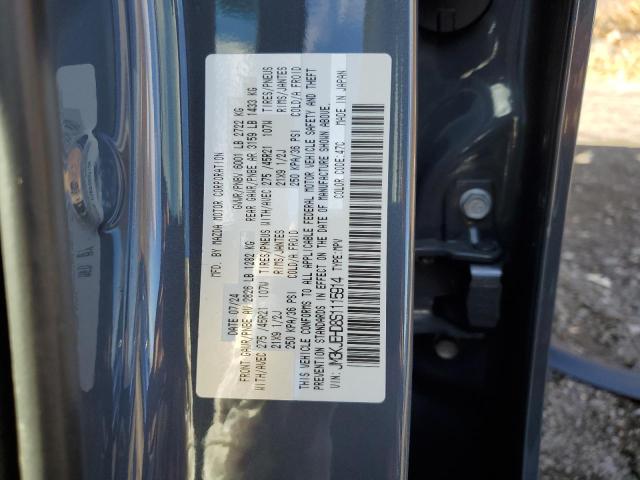 MFD. BY MAZDA MOTOR CORPORATION
DATE 07/24 GVWR/PNBV 6001 LB 2722 KG
FRONT GAWR/PNBE AV 2826 LB 1282 KG REAR GAWR/PNBE AR 3159 LB 1433 KG
WITH/AVEC 275 /45R21 107W TIRES/PNEUS WITH/AVEC 275 /45R21 107W TIRES/PNEUS
21X9 1/2J RIMS/JANTES 21X9 1/2J RIMS/JANTES
250 KPA/36 PSI COLD/A FROID 250 KPA/36 PSI COLD/A FROID
THIS VEHICLE CONFORMS TO ALL APPLICABLE FEDERAL MOTOR VEHICLE SAFETY AND THEFT
PREVENTION STANDARDS IN EFFECT ON THE DATE OF MANUFACTURE SHOWN ABOVE.
VIN: JM3KJEHD8S1115914 TYPE:MPV COLOR CODE:47C MADE IN JAPAN